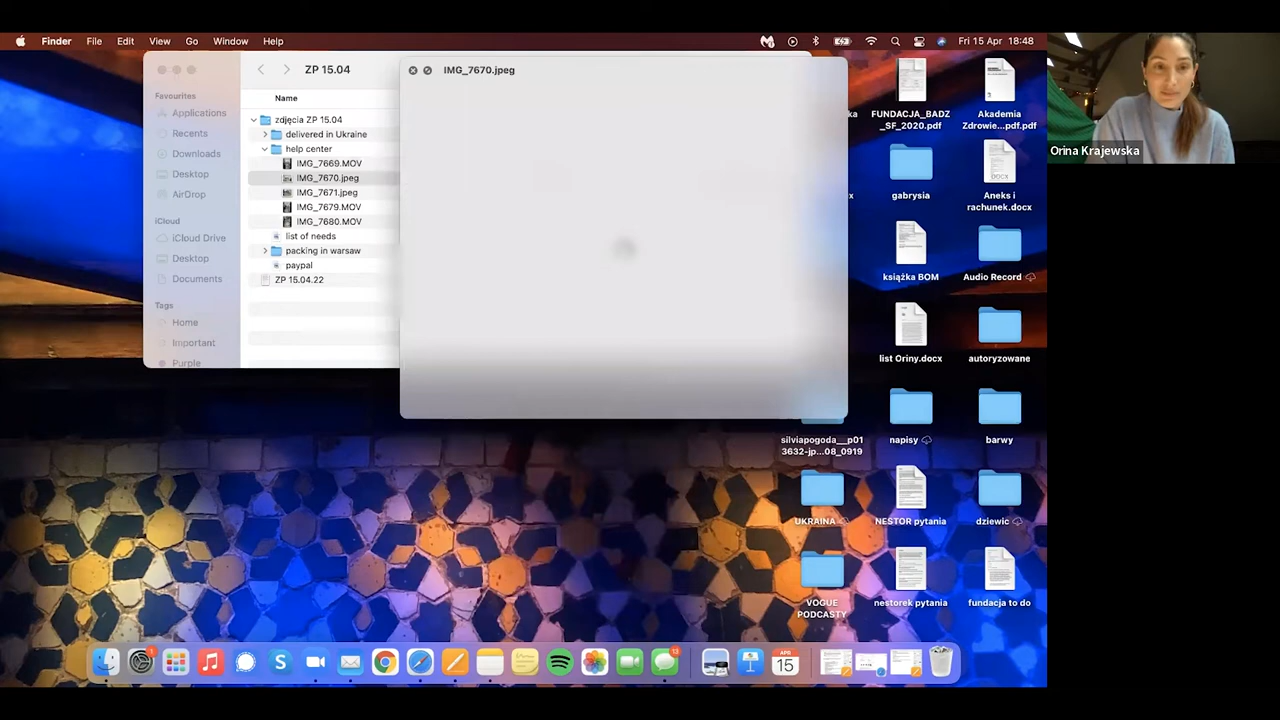 Finder File Edit View Go Window Help
Fri 15 Apr 18:48
ZP 15.04
IMG_7670.jpeg
Favourites
Applications
Recents
Downloads
Desktop
AirDrop
iCloud
iCloud Drive
Desktop
Documents
Tags
Home
Important
Purple
Name
zdjęcia ZP 15.04
delivered in Ukraine
help center
IMG_7669.MOV
IMG_7670.jpeg
IMG_7671.jpeg
IMG_7679.MOV
IMG_7680.MOV
list of needs
packing in warsaw
paypal
ZP 15.04.22
FUNDACJA_BADZ
_SF_2020.pdf
Akademia
Zdrowie...pdf.pdf
gabrysia
DOCX
Aneks i
rachunek.docx
książka BOM
Audio Record
list Oriny.docx
autoryzowane
silviapogoda__p01
3632-jp...08_0919
napisy
barwy
UKRAINA
NESTOR pytania
dziewic
VOGUE
PODCASTY
nestorek pytania
fundacja to do
1
13
APR
15
Orina Krajewska